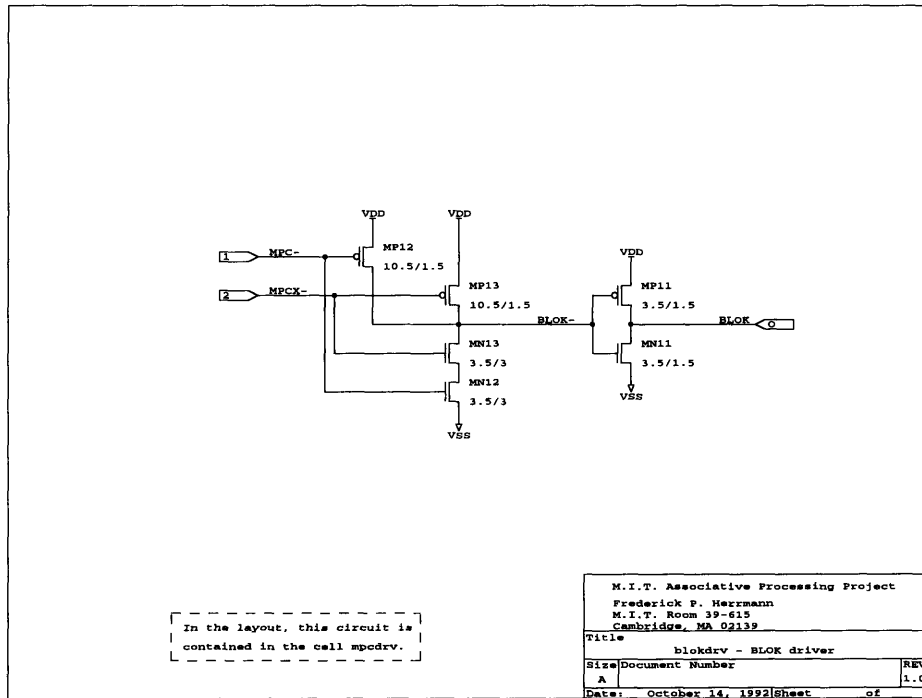 VDD VDD
1 MPC- MP12 VDD
10.5/1.5
2 MPCX- MP13 MP11
10.5/1.5 3.5/1.5
BLOK- BLOK O
MN13 MN11
3.5/3 3.5/1.5
MN12
3.5/3 VSS
VSS
M.I.T. Associative Processing Project
Frederick P. Herrmann
M.I.T. Room 39-615
Cambridge, MA 02139
In the layout, this circuit is
contained in the cell mpcdrv.
Title
blokdrv - BLOK driver
Size Document Number
A
Date: October 14, 1992 Sheet of